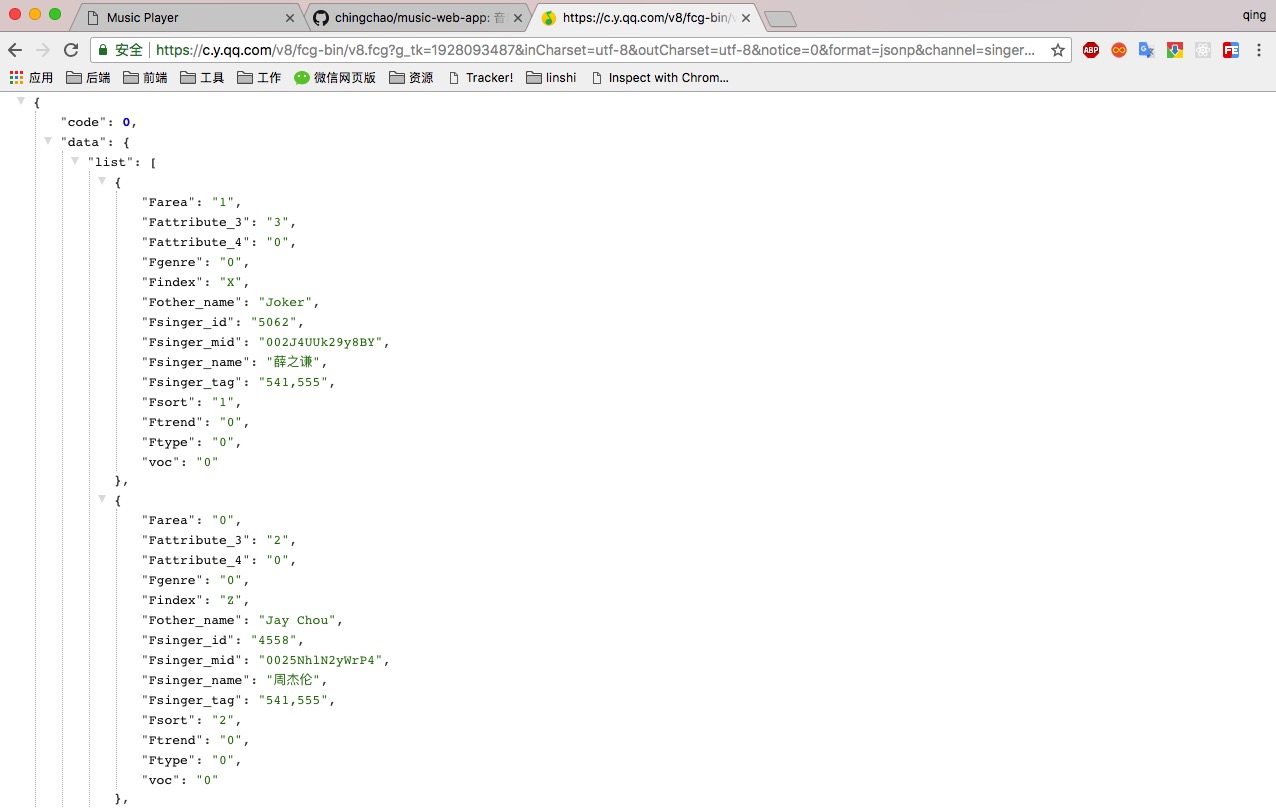 Music Player
chingchao/music-web-app: 音
https://c.y.qq.com/v8/fcg-bin/v
qing
安全
https://c.y.qq.com/v8/fcg-bin/v8.fcg?g_tk=1928093487&inCharset=utf-8&outCharset=utf-8&notice=0&format=jsonp&channel=singer...
ABP
FE
应用
后端
前端
工具
工作
微信网页版
资源
Tracker!
linshi
Inspect with Chrom...
{
"code": 0,
"data": {
"list": [
{
"Farea": "1",
"Fattribute_3": "3",
"Fattribute_4": "0",
"Fgenre": "0",
"Findex": "X",
"Fother_name": "Joker",
"Fsinger_id": "5062",
"Fsinger_mid": "002J4UUk29y8BY",
"Fsinger_name": "薛之谦",
"Fsinger_tag": "541,555",
"Fsort": "1",
"Ftrend": "0",
"Ftype": "0",
"voc": "0"
},
{
"Farea": "0",
"Fattribute_3": "2",
"Fattribute_4": "0",
"Fgenre": "0",
"Findex": "Z",
"Fother_name": "Jay Chou",
"Fsinger_id": "4558",
"Fsinger_mid": "0025NhlN2yWrP4",
"Fsinger_name": "周杰伦",
"Fsinger_tag": "541,555",
"Fsort": "2",
"Ftrend": "0",
"Ftype": "0",
"voc": "0"
},